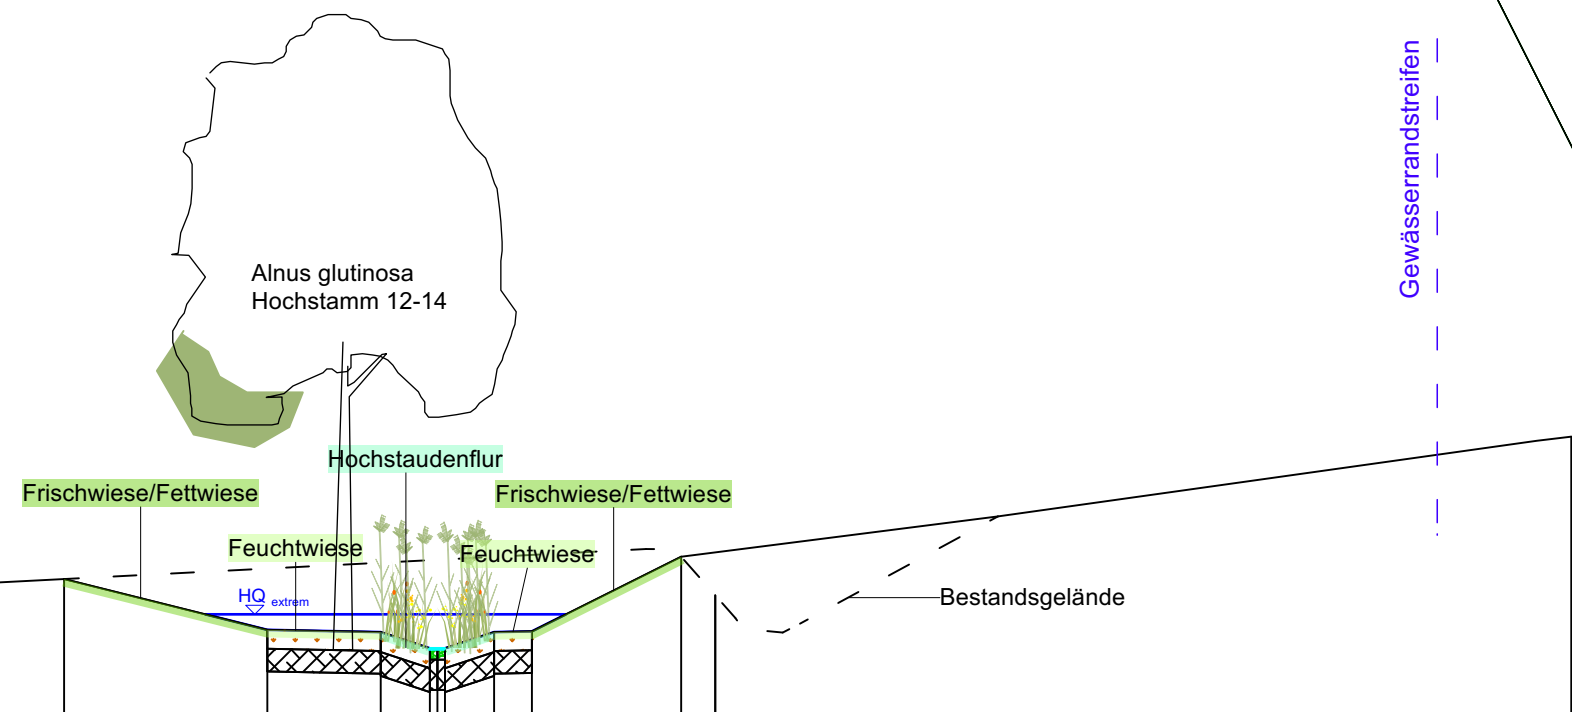 Gewässerrandstreifen
Alnus glutinosa
Hochstamm 12-14
Hochstaudenflur
Frischwiese/Fettwiese
Frischwiese/Fettwiese
Feuchtwiese
Feuchtwiese
HQ extrem
Bestandsgelände